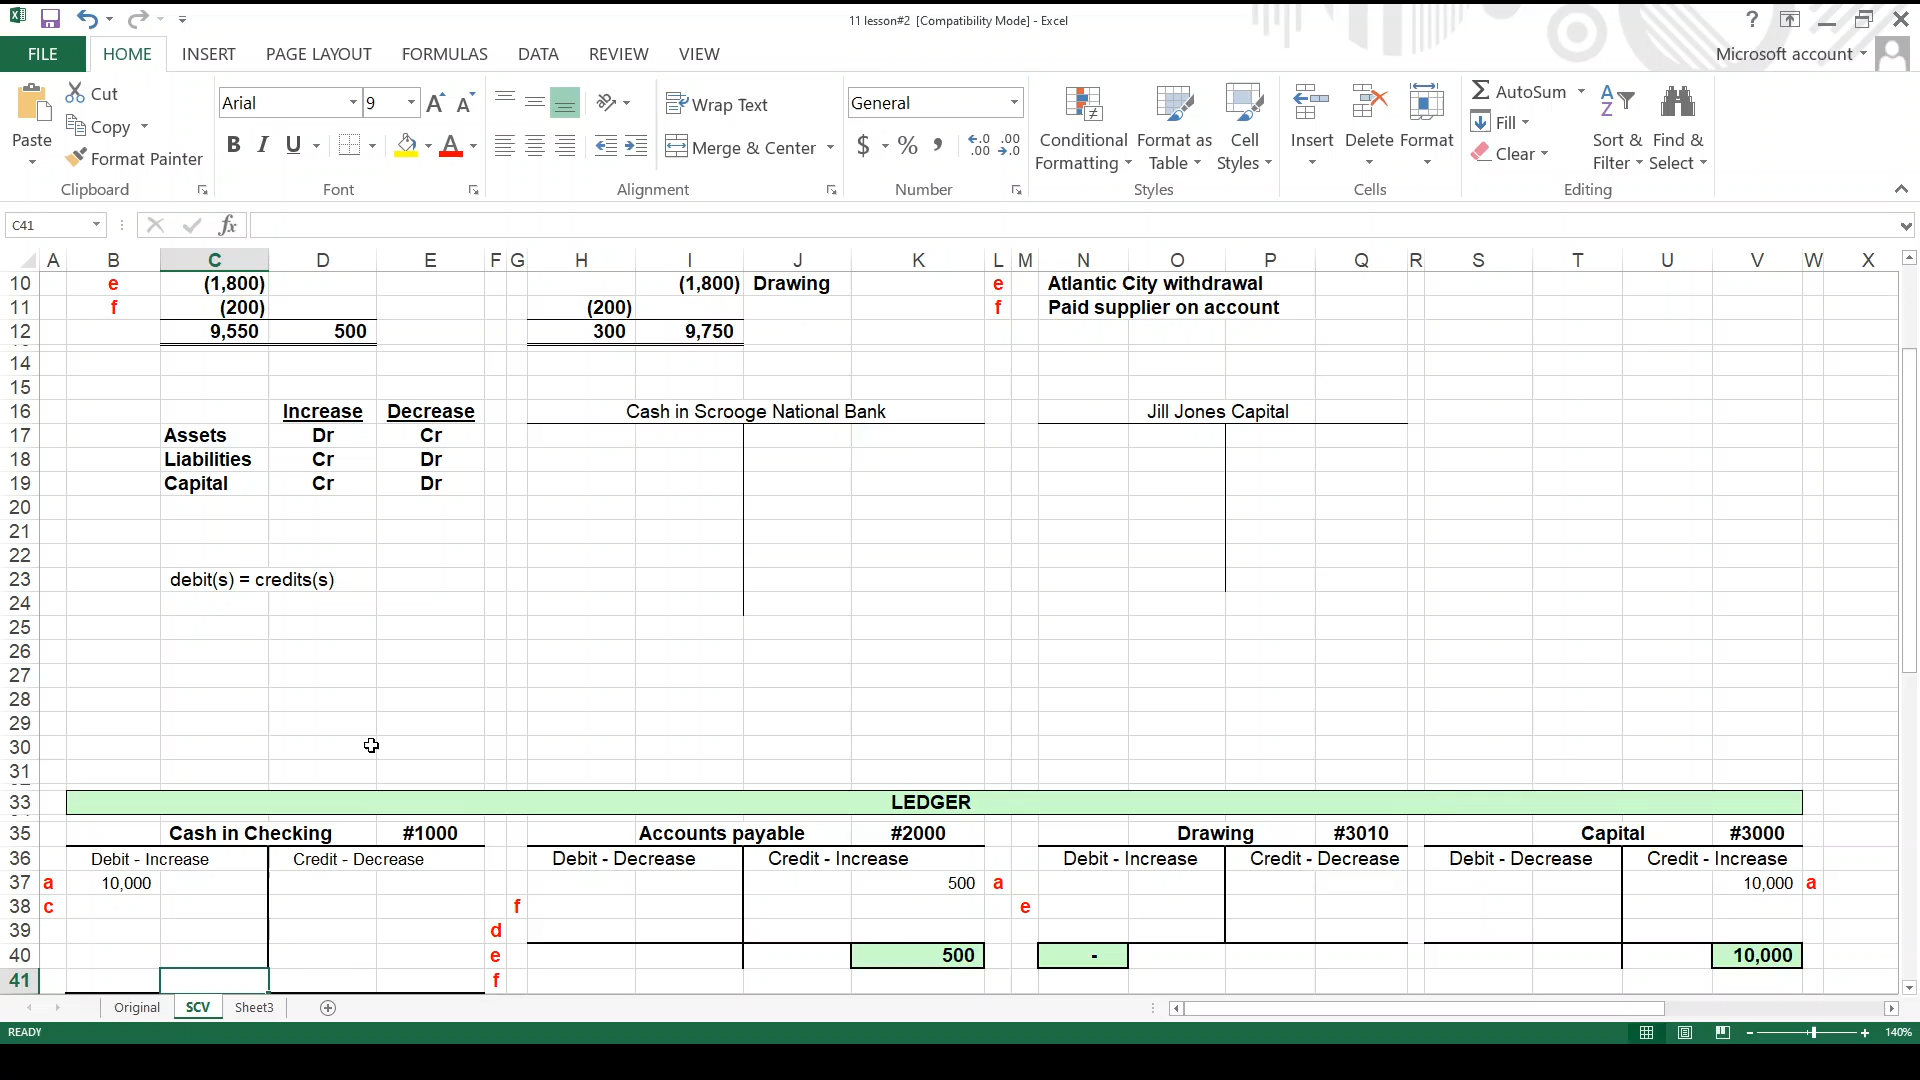 11 lesson#2 [Compatibility Mode] - Excel
FILE HOME INSERT PAGE LAYOUT FORMULAS DATA REVIEW VIEW Microsoft account
Paste
Cut
Copy
Format Painter
Clipboard
Arial 9
B I U
Font
Wrap Text
Merge & Center
Alignment
General
$ % ,
Number
Conditional Formatting
Format as Table
Cell Styles
Styles
Insert
Delete
Format
Cells
AutoSum
Fill
Clear
Sort & Filter
Find & Select
Editing
C41 fx
A B C D E F G H I J K L M N O P Q R S T U V W X
10 e (1,800) (1,800) Drawing e Atlantic City withdrawal
11 f (200) (200) f Paid supplier on account
12 9,550 500 300 9,750
14
15
16 Increase Decrease Cash in Scrooge National Bank Jill Jones Capital
17 Assets Dr Cr
18 Liabilities Cr Dr
19 Capital Cr Dr
20
21
22
23 debit(s) = credits(s)
24
25
26
27
28
29
30
31
33 LEDGER
35 Cash in Checking #1000 Accounts payable #2000 Drawing #3010 Capital #3000
36 Debit - Increase Credit - Decrease Debit - Decrease Credit - Increase Debit - Increase Credit - Decrease Debit - Decrease Credit - Increase
37 a 10,000 500 a 10,000 a
38 c f e
39 d
40 e 500 - 10,000
41 f
Original SCV Sheet3
READY 140%